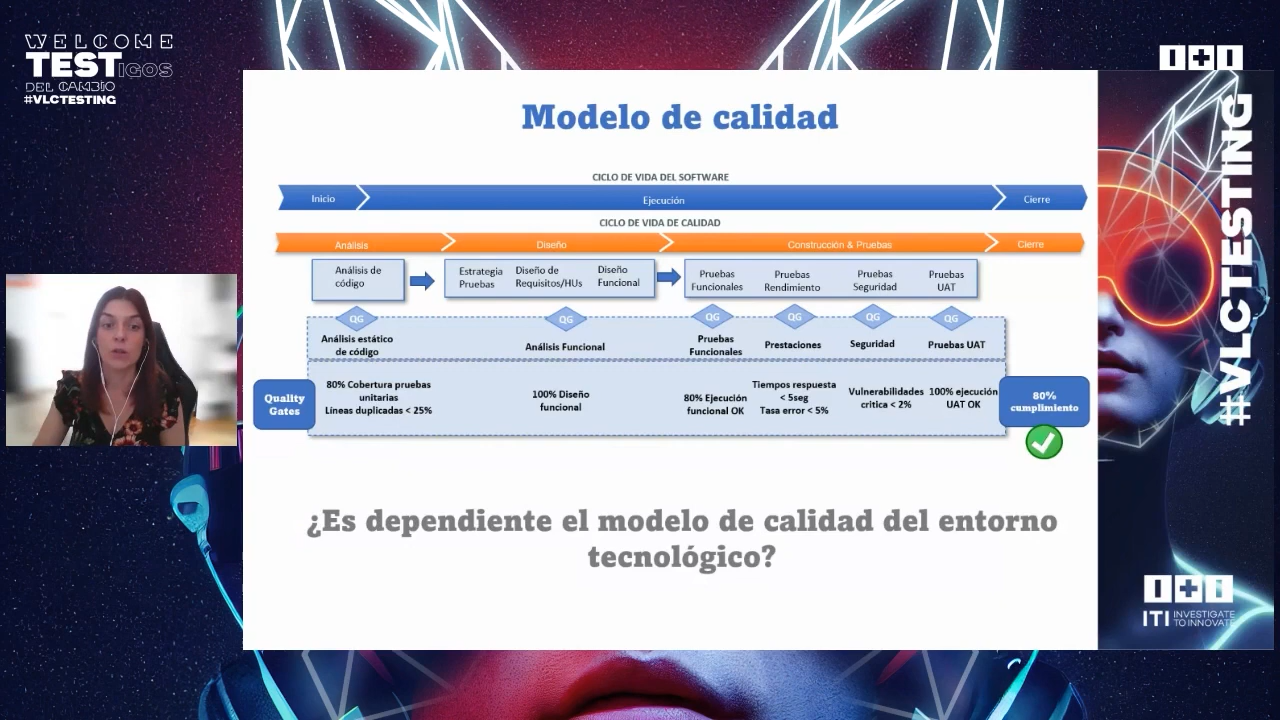 WELCOME
TESTIGOS
DEL CAMBIO
#VLCTESTING
I+I
#VLCTESTING
Modelo de calidad
CICLO DE VIDA DEL SOFTWARE
Inicio
Ejecución
Cierre
CICLO DE VIDA DE CALIDAD
Análisis
Diseño
Construcción & Pruebas
Cierre
Análisis de
código
Estrategia
Pruebas
Diseño de
Requisitos/HUs
Diseño
Funcional
Pruebas
Funcionales
Pruebas
Rendimiento
Pruebas
Seguridad
Pruebas
UAT
QG
QG
QG
QG
QG
QG
Análisis estático
de código
Análisis Funcional
Pruebas
Funcionales
Prestaciones
Seguridad
Pruebas UAT
Quality
Gates
80% Cobertura pruebas
unitarias
Líneas duplicadas < 25%
100% Diseño
funcional
80% Ejecución
funcional OK
Tiempos respuesta
< 5seg
Tasa error < 5%
Vulnerabilidades
critica < 2%
100% ejecución
UAT OK
80%
cumplimiento
¿Es dependiente el modelo de calidad del entorno
tecnológico?
I+I
ITI INVESTIGATE
TO INNOVATE